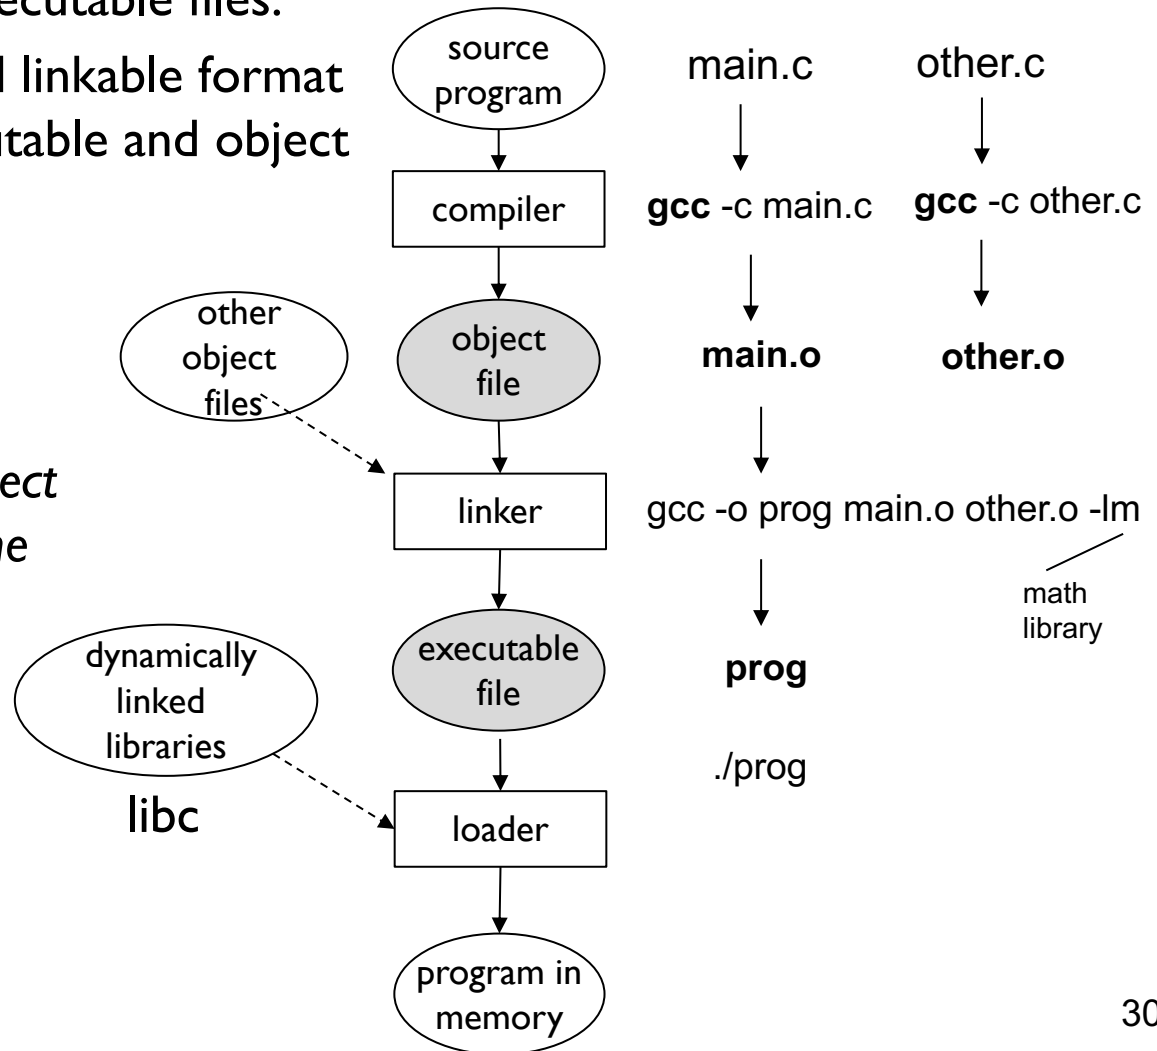 ecutable files.
linkable format
utable and object
ect
ne
source
program
compiler
other
object
files
object
file
linker
dynamically
linked
libraries
libc
executable
file
loader
program in
memory
main.c
other.c
gcc -c main.c
gcc -c other.c
main.o
other.o
gcc -o prog main.o other.o -lm
math
library
prog
./prog
30